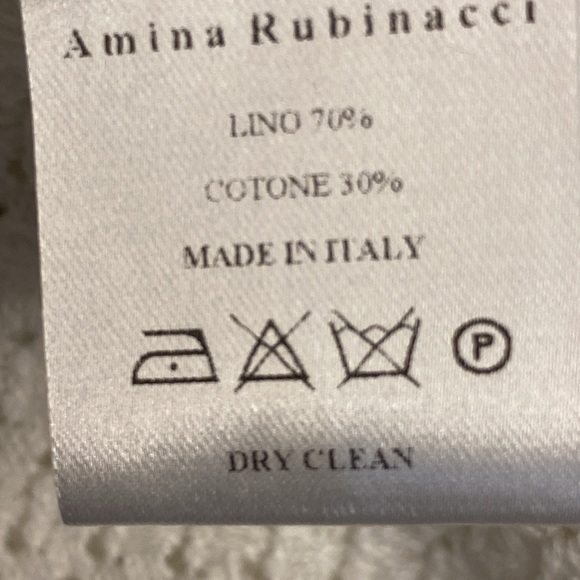 Amina Rubinacci
LINO 70%
COTONE 30%
MADE IN ITALY
P
DRY CLEAN